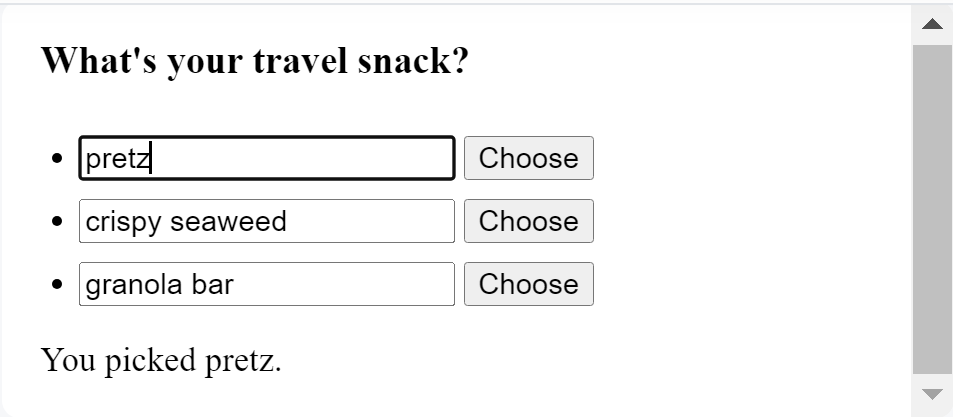 What's your travel snack?
pretz Choose
crispy seaweed Choose
granola bar Choose
You picked pretz.